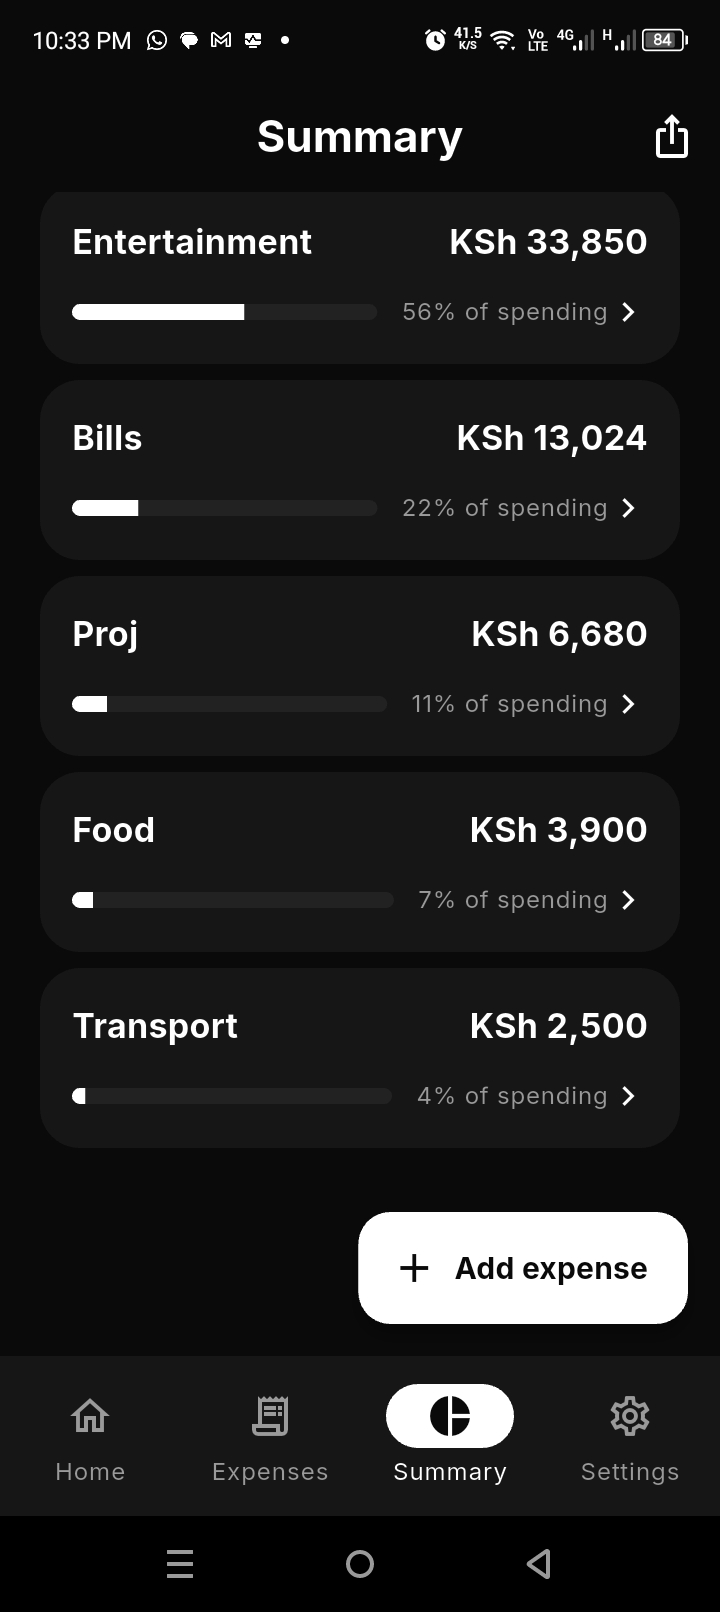 10:33 PM 41.5 K/S Vo LTE 4G H 84
Summary
Entertainment KSh 33,850
56% of spending
Bills KSh 13,024
22% of spending
Proj KSh 6,680
11% of spending
Food KSh 3,900
7% of spending
Transport KSh 2,500
4% of spending
Add expense
Home Expenses Summary Settings